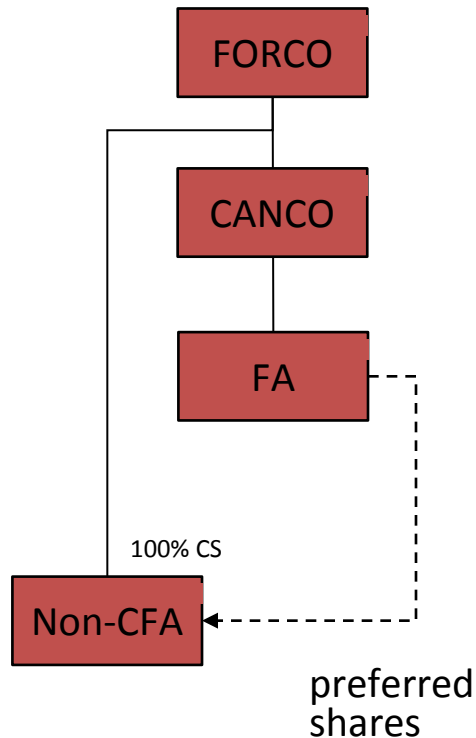 FORCO
CANCO
FA
100% CS
Non-CFA
preferred
shares